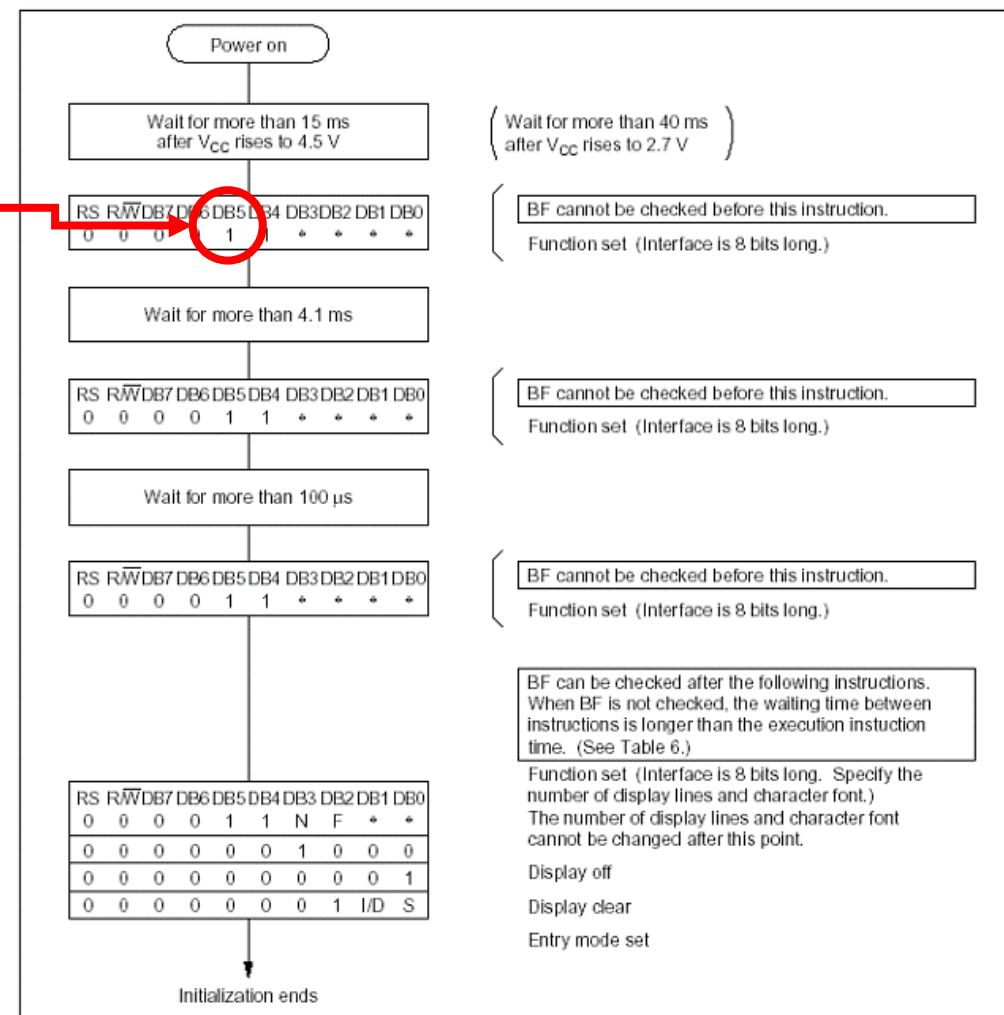 Power on
Wait for more than 15 ms
after VCC rises to 4.5 V
Wait for more than 40 ms
after VCC rises to 2.7 V
RS R/W̅ DB7 DB6 DB5 DB4 DB3 DB2 DB1 DB0
0 0 0 0 1 1 * * * *
BF cannot be checked before this instruction.
Function set (Interface is 8 bits long.)
Wait for more than 4.1 ms
RS R/W̅ DB7 DB6 DB5 DB4 DB3 DB2 DB1 DB0
0 0 0 0 1 1 * * * *
BF cannot be checked before this instruction.
Function set (Interface is 8 bits long.)
Wait for more than 100 µs
RS R/W̅ DB7 DB6 DB5 DB4 DB3 DB2 DB1 DB0
0 0 0 0 1 1 * * * *
BF cannot be checked before this instruction.
Function set (Interface is 8 bits long.)
BF can be checked after the following instructions.
When BF is not checked, the waiting time between
instructions is longer than the execution instuction
time. (See Table 6.)
RS R/W̅ DB7 DB6 DB5 DB4 DB3 DB2 DB1 DB0
0 0 0 0 1 1 N F * *
0 0 0 0 0 0 1 0 0 0
0 0 0 0 0 0 0 0 0 1
0 0 0 0 0 0 0 1 I/D S
Function set (Interface is 8 bits long. Specify the
number of display lines and character font.)
The number of display lines and character font
cannot be changed after this point.
Display off
Display clear
Entry mode set
Initialization ends